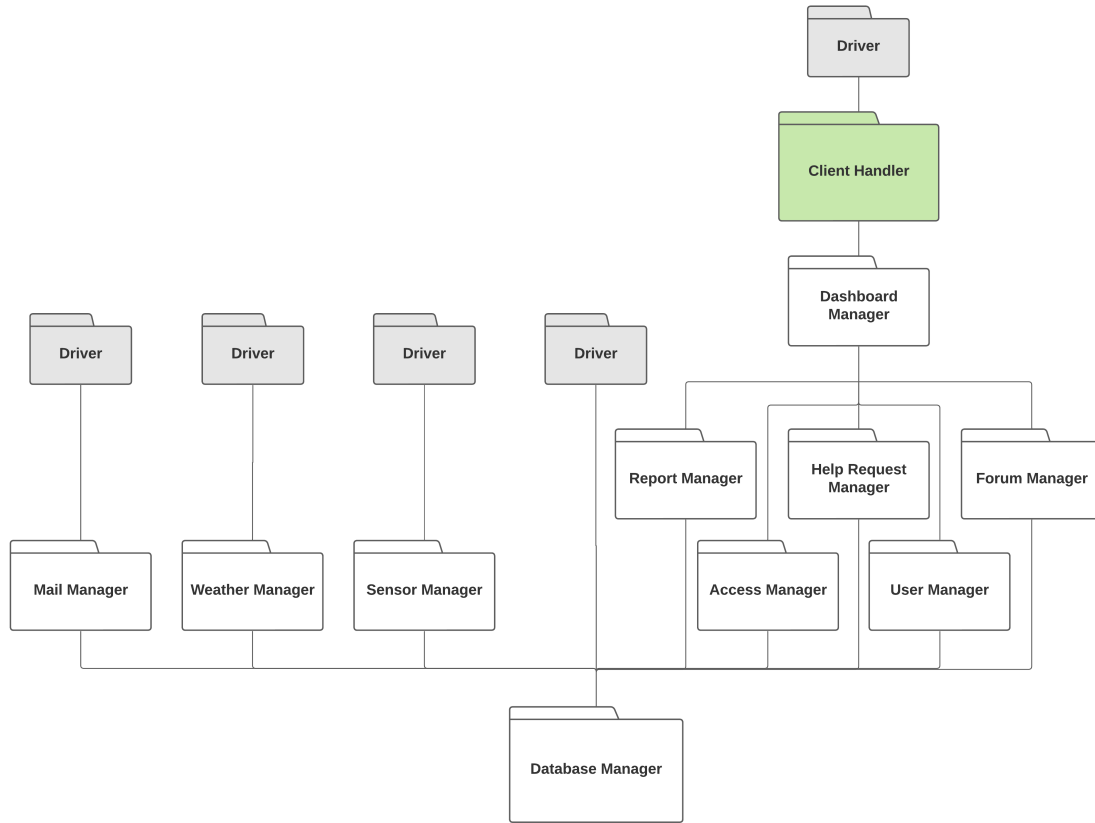 Driver
Client Handler
Dashboard
Manager
Driver
Driver
Driver
Driver
Report Manager
Help Request
Manager
Forum Manager
Mail Manager
Weather Manager
Sensor Manager
Access Manager
User Manager
Database Manager